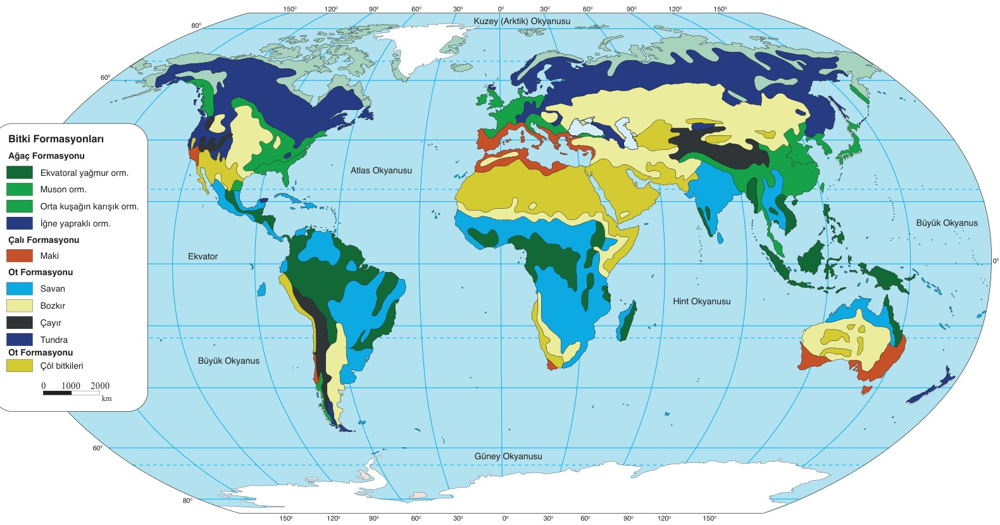 150⁰ 120⁰ 90⁰ 60⁰ 30⁰ 0⁰ 30⁰ 60⁰ 90⁰ 120⁰ 150⁰
Kuzey (Arktik) Okyanusu
80⁰
60⁰
Bitki Formasyonları
Ağaç Formasyonu
Ekvatoral yağmur orm.
Muson orm.
Orta kuşağın karışık orm.
İğne yapraklı orm.
Çalı Formasyonu
Maki
Ot Formasyonu
Savan
Bozkır
Çayır
Tundra
Ot Formasyonu
Çöl bitkileri
0 1000 2000
km
Atlas Okyanusu
Büyük Okyanus
Ekvator
0⁰
Hint Okyanusu
Büyük Okyanus
60⁰
Güney Okyanusu
80⁰
150⁰ 120⁰ 90⁰ 60⁰ 30⁰ 0⁰ 30⁰ 60⁰ 90⁰ 120⁰ 150⁰